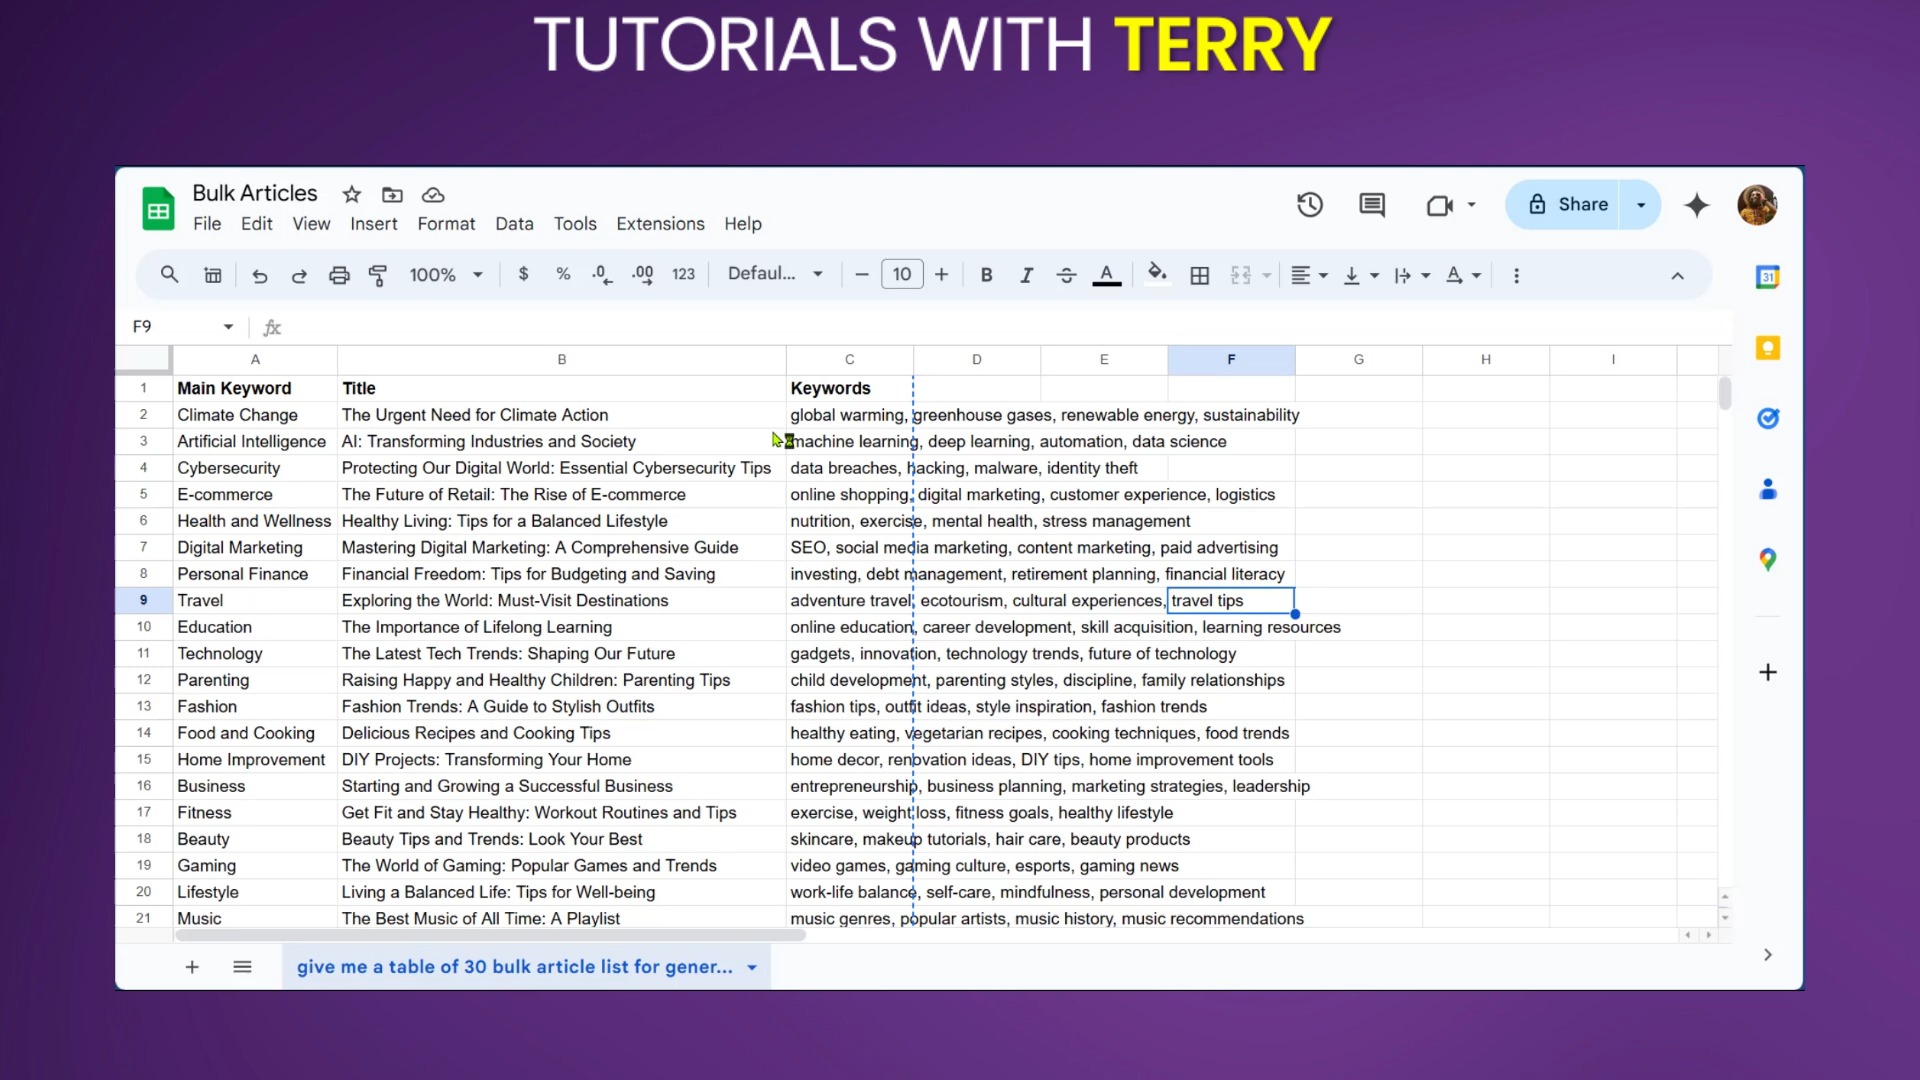 TUTORIALS WITH TERRY
Bulk Articles
File Edit View Insert Format Data Tools Extensions Help
Share
100% $ % .0 .00 123 Defaul... 10 B I A A
31
F9 fx
A B C D E F G H I
1 Main Keyword Title Keywords
2 Climate Change The Urgent Need for Climate Action global warming, greenhouse gases, renewable energy, sustainability
3 Artificial Intelligence AI: Transforming Industries and Society machine learning, deep learning, automation, data science
4 Cybersecurity Protecting Our Digital World: Essential Cybersecurity Tips data breaches, hacking, malware, identity theft
5 E-commerce The Future of Retail: The Rise of E-commerce online shopping, digital marketing, customer experience, logistics
6 Health and Wellness Healthy Living: Tips for a Balanced Lifestyle nutrition, exercise, mental health, stress management
7 Digital Marketing Mastering Digital Marketing: A Comprehensive Guide SEO, social media marketing, content marketing, paid advertising
8 Personal Finance Financial Freedom: Tips for Budgeting and Saving investing, debt management, retirement planning, financial literacy
9 Travel Exploring the World: Must-Visit Destinations adventure travel, ecotourism, cultural experiences, travel tips
10 Education The Importance of Lifelong Learning online education, career development, skill acquisition, learning resources
11 Technology The Latest Tech Trends: Shaping Our Future gadgets, innovation, technology trends, future of technology
12 Parenting Raising Happy and Healthy Children: Parenting Tips child development, parenting styles, discipline, family relationships
13 Fashion Fashion Trends: A Guide to Stylish Outfits fashion tips, outfit ideas, style inspiration, fashion trends
14 Food and Cooking Delicious Recipes and Cooking Tips healthy eating, vegetarian recipes, cooking techniques, food trends
15 Home Improvement DIY Projects: Transforming Your Home home decor, renovation ideas, DIY tips, home improvement tools
16 Business Starting and Growing a Successful Business entrepreneurship, business planning, marketing strategies, leadership
17 Fitness Get Fit and Stay Healthy: Workout Routines and Tips exercise, weight loss, fitness goals, healthy lifestyle
18 Beauty Beauty Tips and Trends: Look Your Best skincare, makeup tutorials, hair care, beauty products
19 Gaming The World of Gaming: Popular Games and Trends video games, gaming culture, esports, gaming news
20 Lifestyle Living a Balanced Life: Tips for Well-being work-life balance, self-care, mindfulness, personal development
21 Music The Best Music of All Time: A Playlist music genres, popular artists, music history, music recommendations
give me a table of 30 bulk article list for gener...